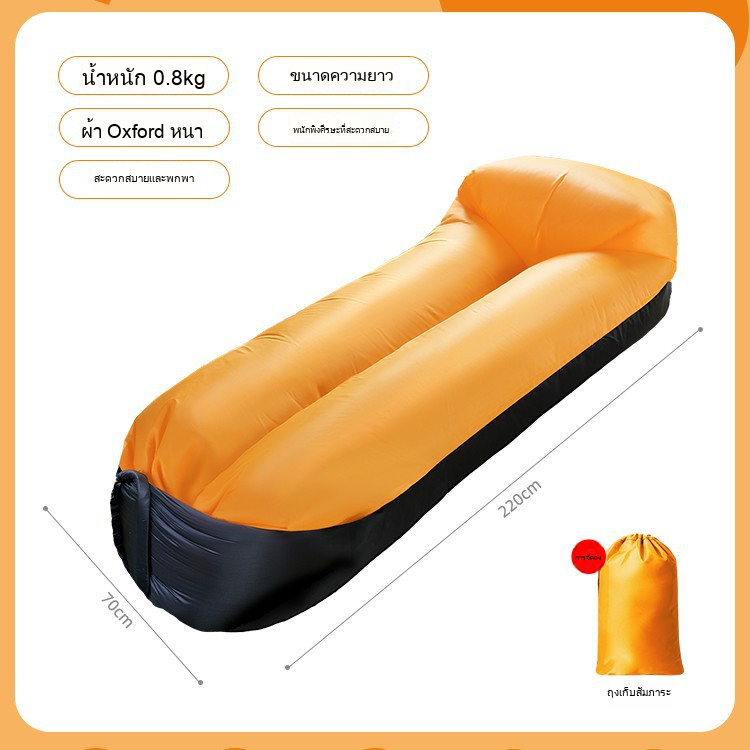 น้ำหนัก 0.8kg
ขนาดความยาว
ผ้า Oxford หนา
พนักพิงศีรษะที่สะดวกสบาย
สะดวกสบายและพกพา
220cm
70cm
ถุงเก็บสัมภาระ